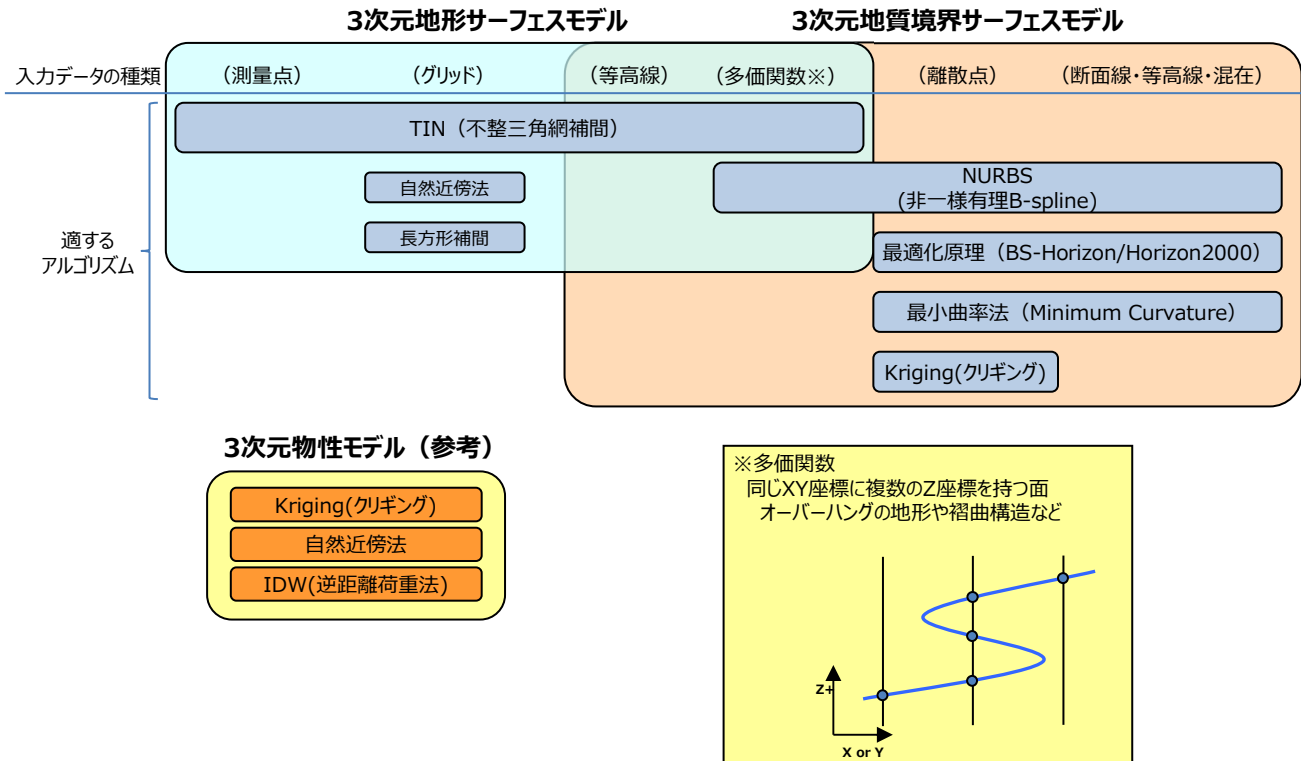 3次元地形サーフェスモデル
3次元地質境界サーフェスモデル
入力データの種類
(測量点)
(グリッド)
(等高線)
(多価関数※)
(離散点)
(断面線・等高線・混在)
適する
アルゴリズム
TIN(不整三角網補間)
自然近傍法
長方形補間
NURBS
(非一様有理B-spline)
最適化原理(BS-Horizon/Horizon2000)
最小曲率法(Minimum Curvature)
Kriging(クリギング)
3次元物性モデル(参考)
Kriging(クリギング)
自然近傍法
IDW(逆距離荷重法)
※多価関数
同じXY座標に複数のZ座標を持つ面
オーバーハングの地形や褶曲構造など
Z+
X or Y